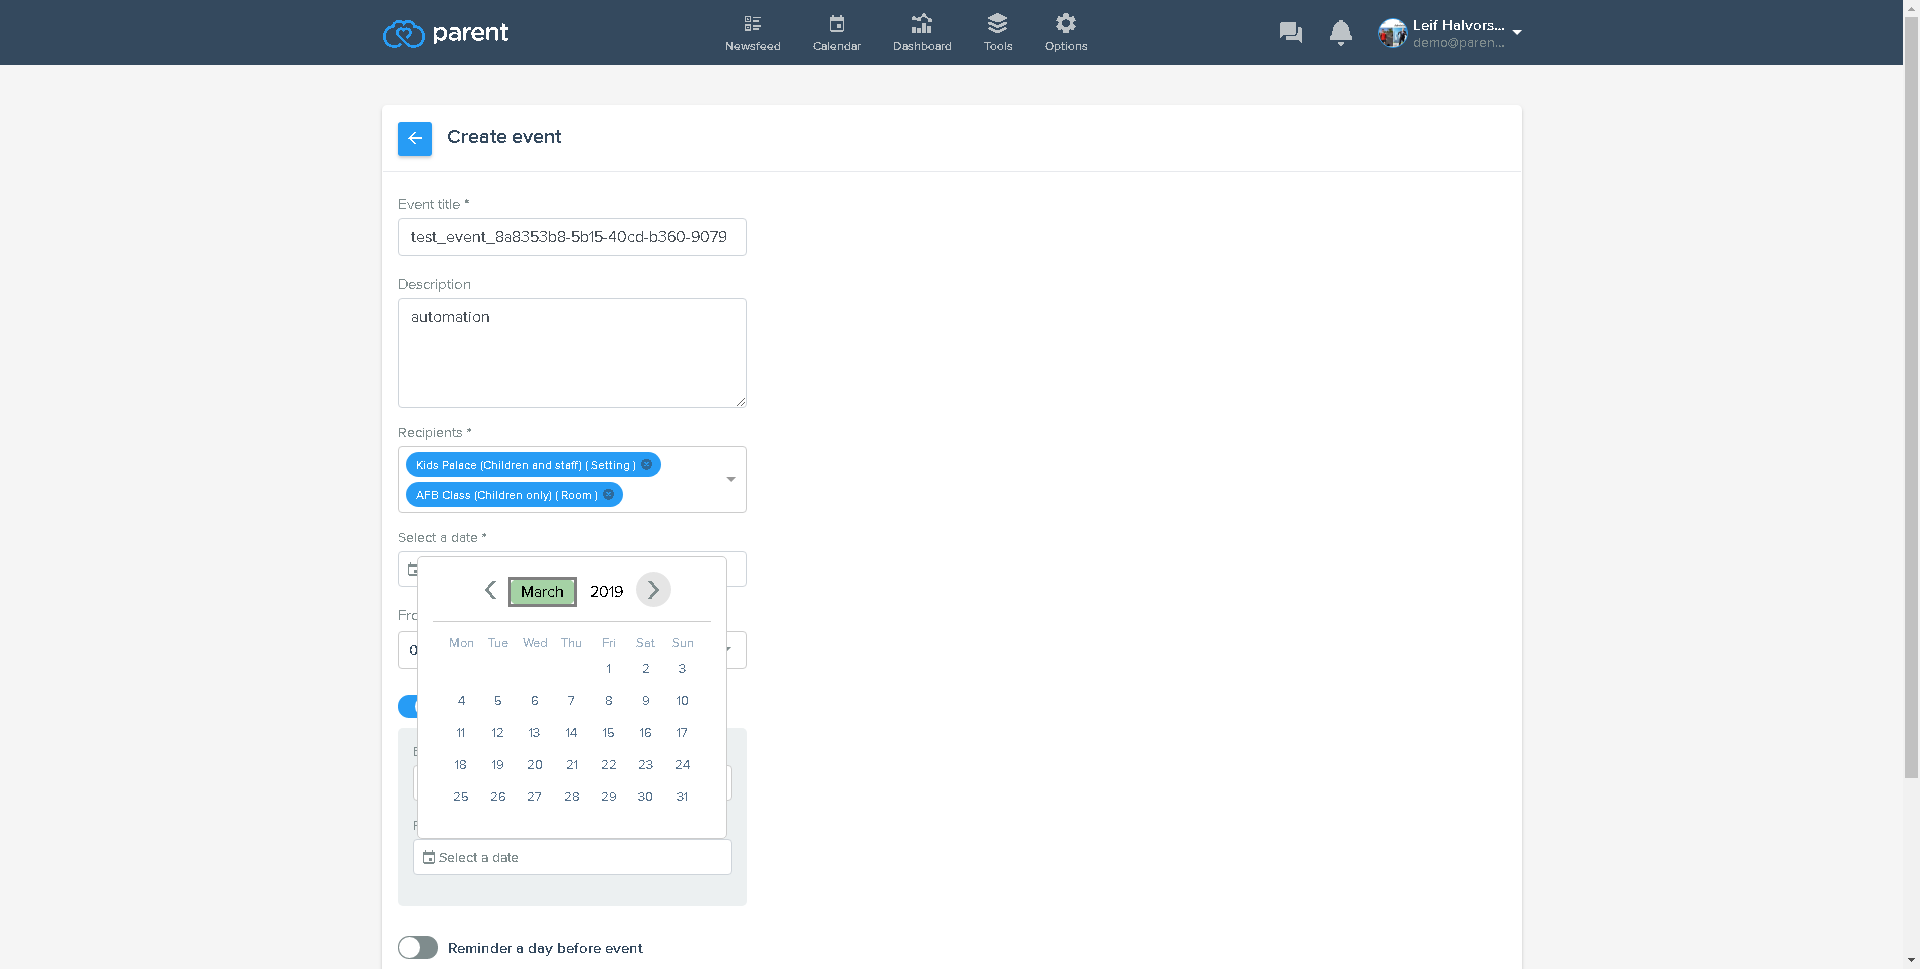 parent
Newsfeed
Calendar
Dashboard
Tools
Options
Leif Halvors...
demo@paren...
Create event
Event title *
test_event_8a8353b8-5b15-40cd-b360-9079
Description
automation
Recipients *
Kids Palace (Children and staff) ( Setting )
AFB Class (Children only) ( Room )
Select a date *
March 2019
Mon Tue Wed Thu Fri Sat Sun
1 2 3
4 5 6 7 8 9 10
11 12 13 14 15 16 17
18 19 20 21 22 23 24
25 26 27 28 29 30 31
Select a date
Reminder a day before event